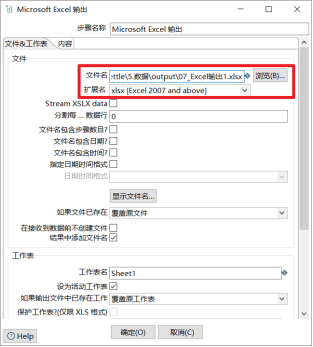 Microsoft Excel 输出
步骤名称 Microsoft Excel 输出
文件&工作表 内容
文件
文件名 ːttle\5.数据\output\07_Excel输出1.xlsx 浏览(B)...
扩展名 xlsx [Excel 2007 and above]
Stream XSLX data
分割每 ... 数据行 0
文件名包含步骤数目?
文件名包含日期?
文件名包含时间?
指定日期时间格式
日期时间格式
显示文件名...
如果文件已存在 覆盖原文件
在接收到数据前不创建文件
结果中添加文件名
工作表
工作表名 Sheet1
设为活动工作表
如果输出文件中已存在工作 覆盖原工作表
保护工作表?(仅限 XLS 格式)
Help 确定(O) 取消(C)